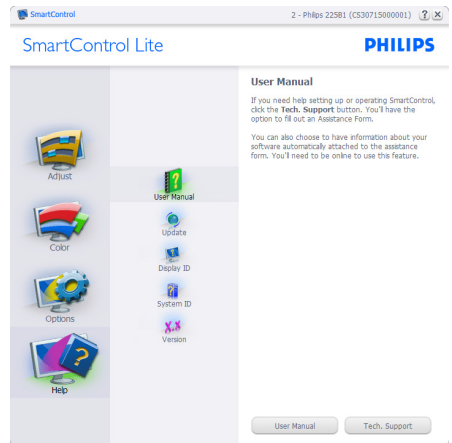 SmartControl
2 - Philips 225B1 (CS30715000001)
?
SmartControl Lite
PHILIPS
Adjust
Color
Options
Help
User Manual
Update
Display ID
System ID
X.X
Version
User Manual
If you need help setting up or operating SmartControl,
click the Tech. Support button. You'll have the
option to fill out an Assistance Form.
You can also choose to have information about your
software automatically attached to the assistance
form. You'll need to be online to use this feature.
User Manual
Tech. Support